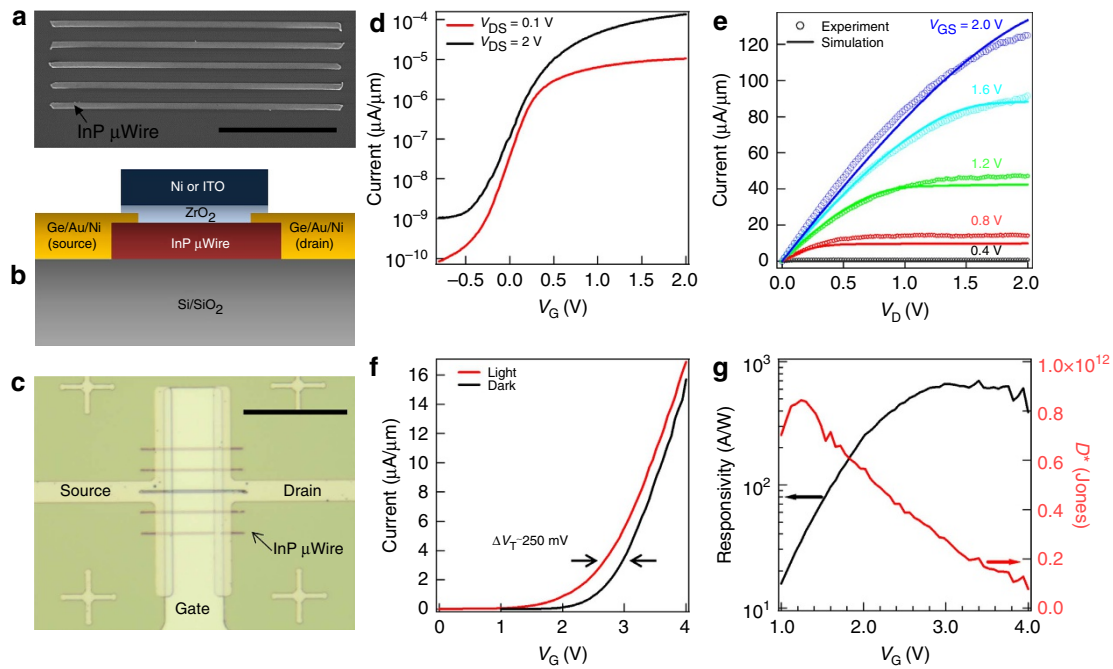 a
InP μWire
b
Ni or ITO
ZrO2
Ge/Au/Ni
(source)
InP μWire
Ge/Au/Ni
(drain)
Si/SiO2
c
Source
Drain
InP μWire
Gate
d
VDS = 0.1 V
VDS = 2 V
Current (μA/μm)
10−4
10−5
10−6
10−7
10−8
10−9
10−10
−0.5 0.0 0.5 1.0 1.5 2.0
VG (V)
e
Experiment
Simulation
VGS = 2.0 V
1.6 V
1.2 V
0.8 V
0.4 V
Current (μA/μm)
120
100
80
60
40
20
0
0.0 0.5 1.0 1.5 2.0
VD (V)
f
Light
Dark
ΔVT~250 mV
Current (μA/μm)
16
14
12
10
8
6
4
2
0
0 1 2 3 4
VG (V)
g
Responsivity (A/W)
103
102
101
1.0 2.0 3.0 4.0
VG (V)
1.0×1012
0.8
0.6
0.4
0.2
0.0
D* (Jones)